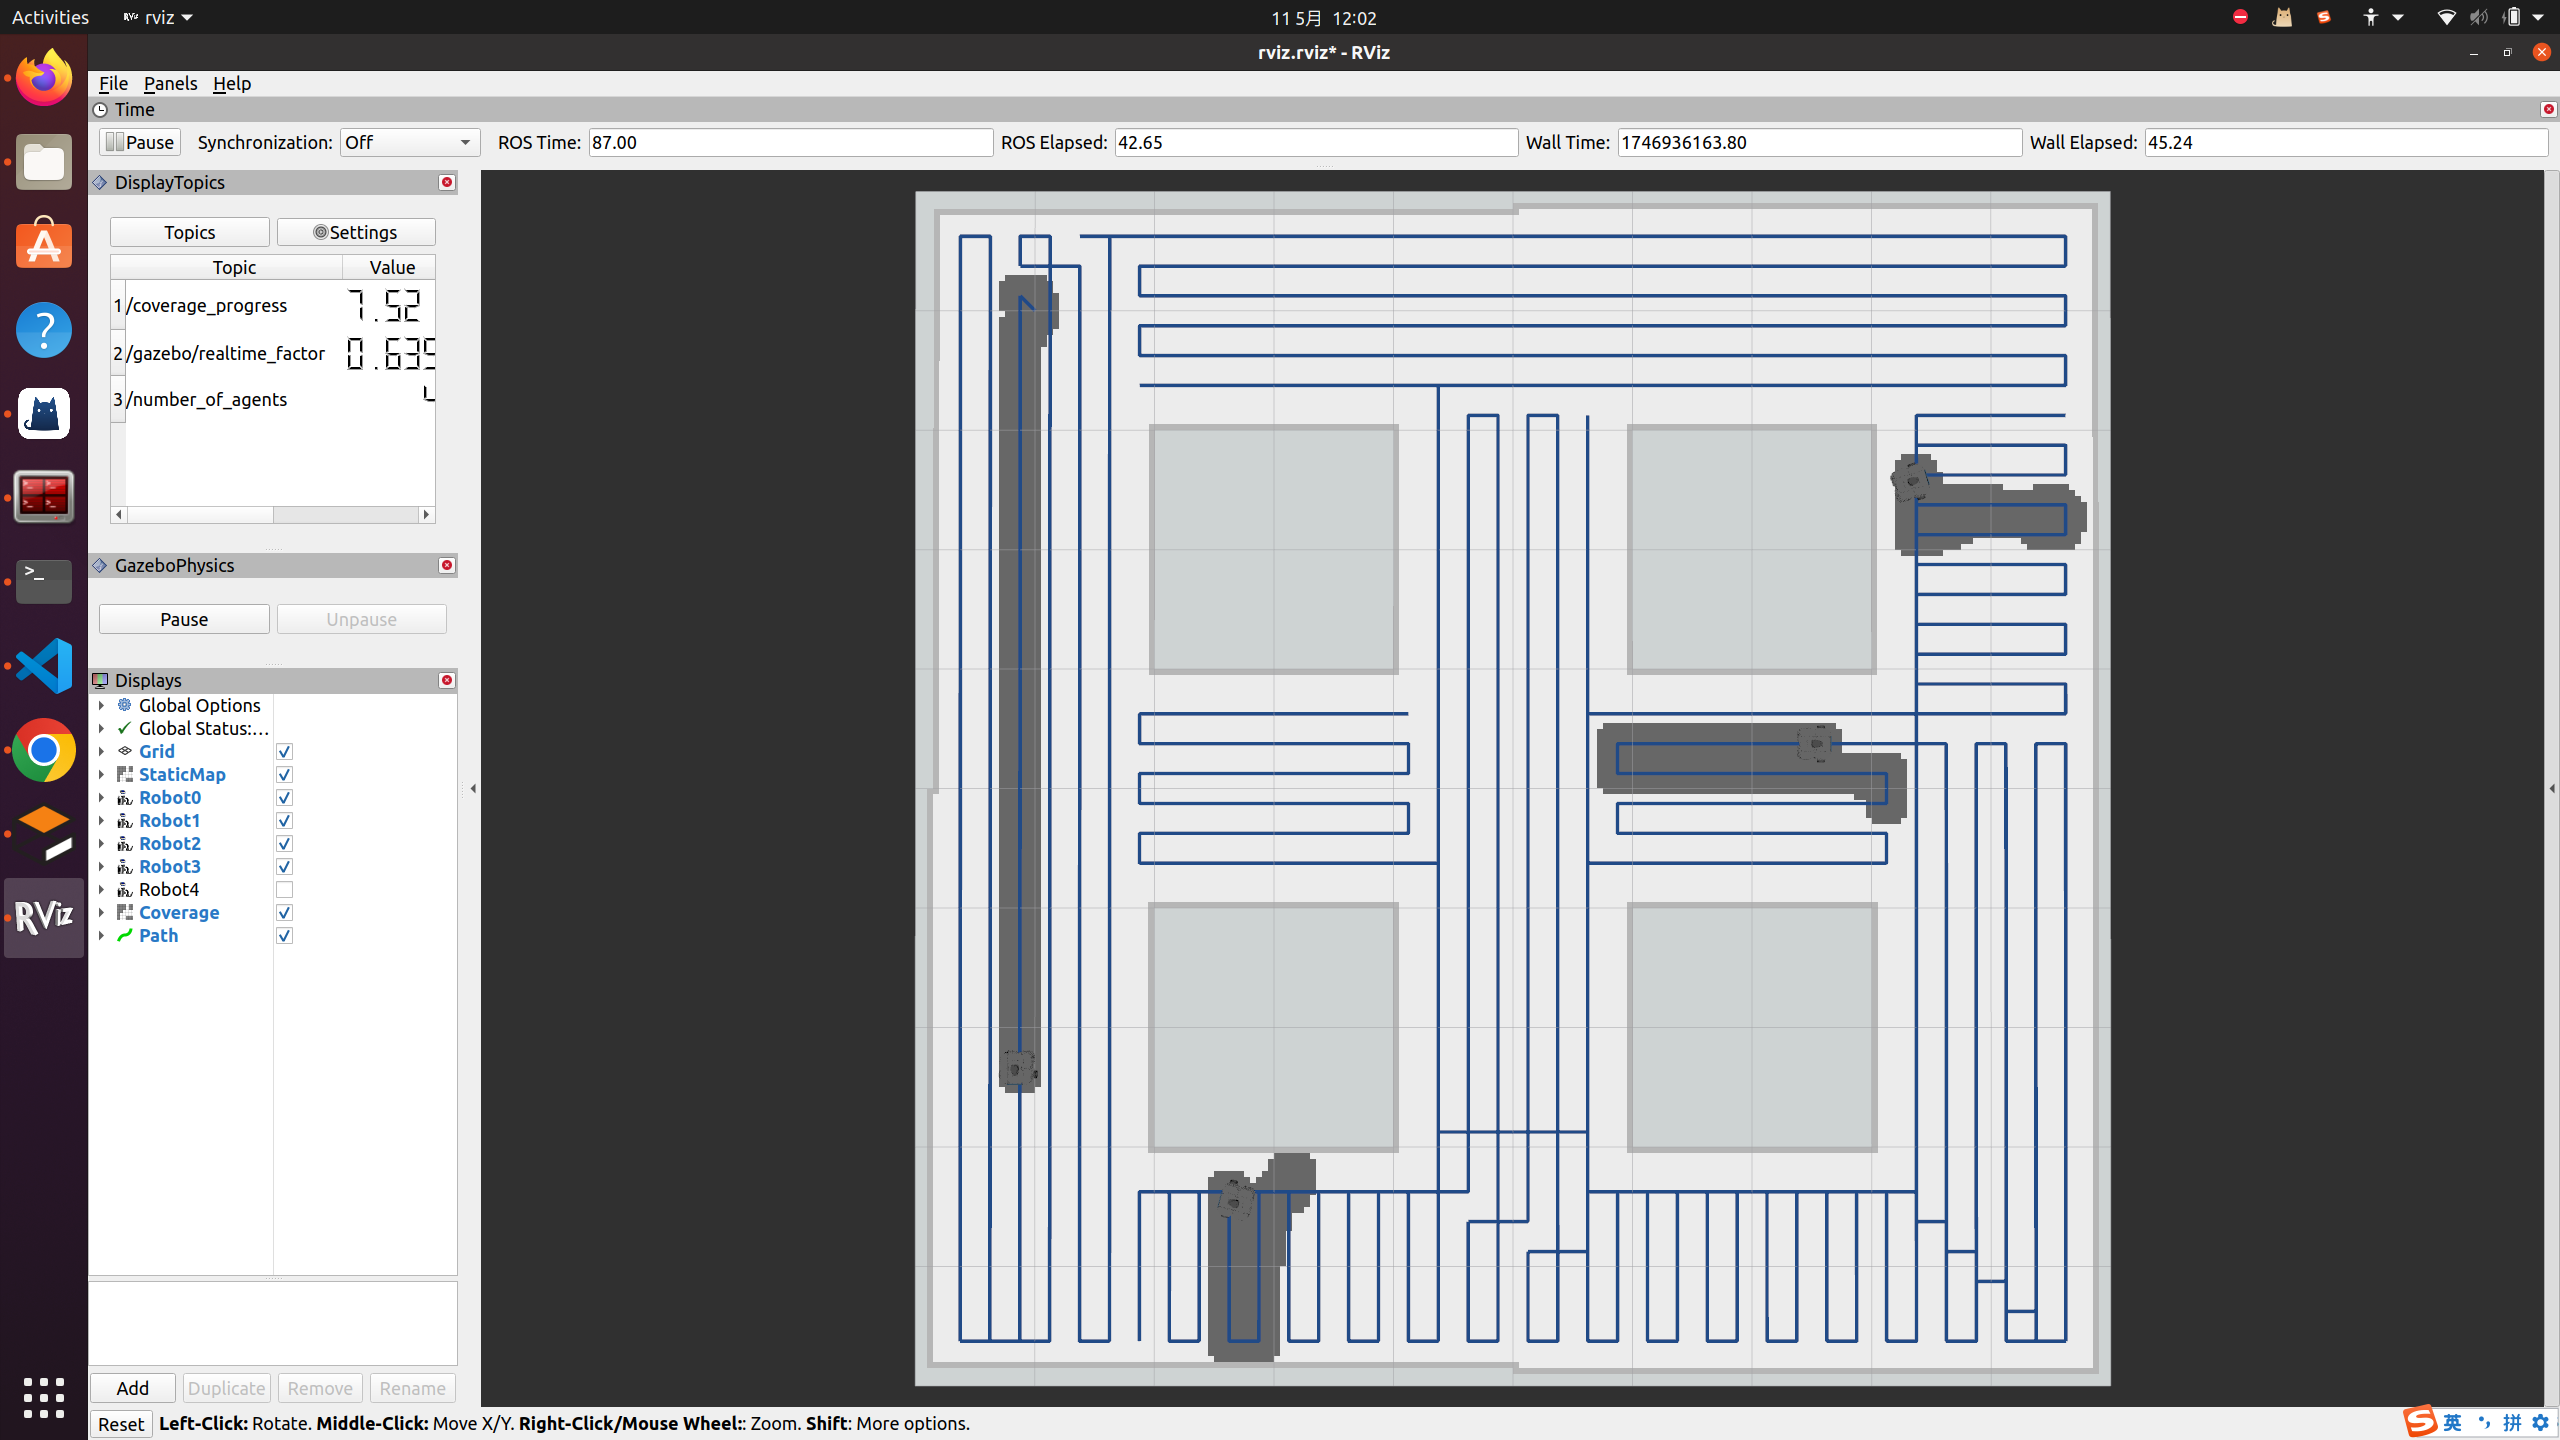 Activities
rviz
11 5月 12:02
rviz.rviz* - RViz
File Panels Help
Time
Pause Synchronization: Off ROS Time: 87.00 ROS Elapsed: 42.65 Wall Time: 1746936163.80 Wall Elapsed: 45.24
DisplayTopics
Topics Settings
Topic Value
1 /coverage_progress 7.52
2 /gazebo/realtime_factor 0.635
3 /number_of_agents 4
GazeboPhysics
Pause Unpause
Displays
Global Options
Global Status:...
Grid
StaticMap
Robot0
Robot1
Robot2
Robot3
Robot4
Coverage
Path
RViz
Add Duplicate Remove Rename
Reset Left-Click: Rotate. Middle-Click: Move X/Y. Right-Click/Mouse Wheel:: Zoom. Shift: More options.
英 拼